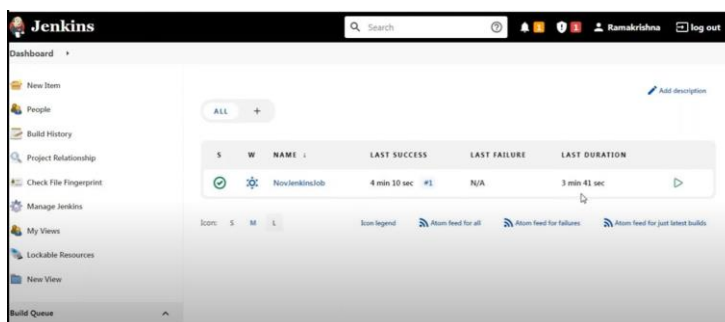 Jenkins
Search
1
1
Ramakrishna
log out
Dashboard
New Item
People
Build History
Project Relationship
Check File Fingerprint
Manage Jenkins
My Views
Lockable Resources
New View
Build Queue
Add description
ALL +
S W NAME ↓ LAST SUCCESS LAST FAILURE LAST DURATION
NovJenkinsJob 4 min 10 sec #1 N/A 3 min 41 sec
Icon: S M L Icon legend Atom feed for all Atom feed for failures Atom feed for just latest builds